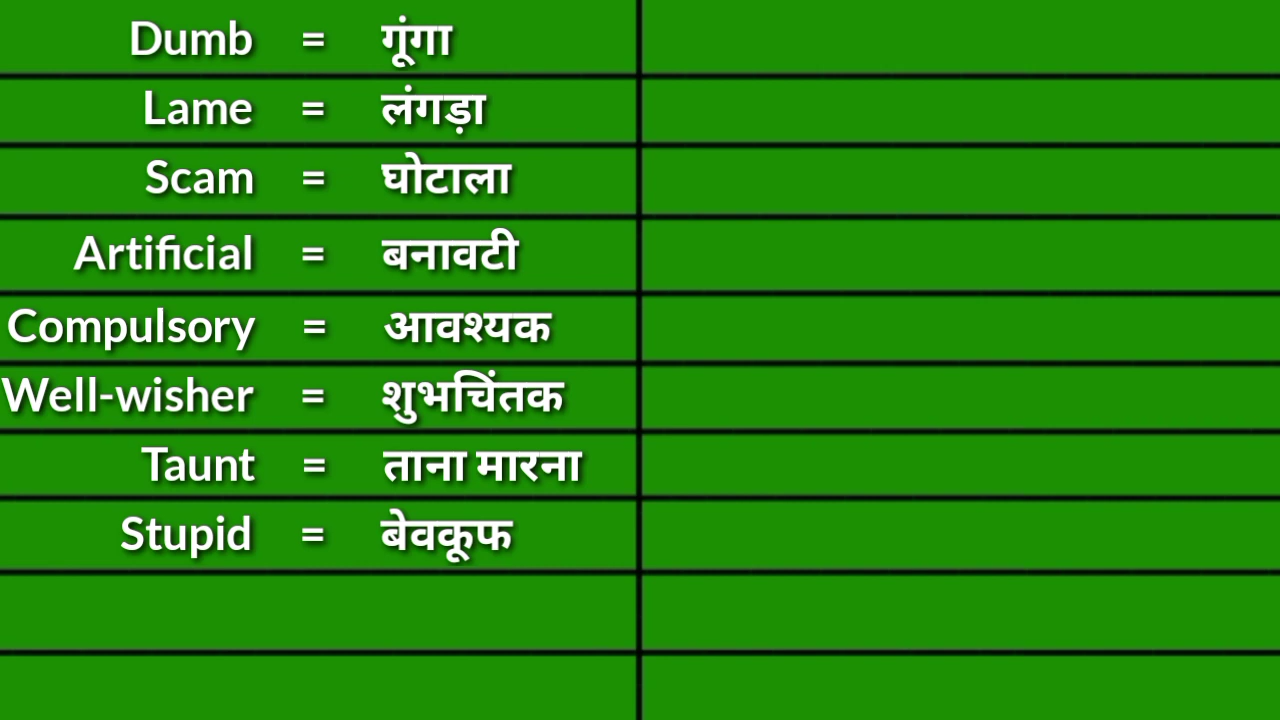 Dumb = गूंगा
Lame = लंगड़ा
Scam = घोटाला
Artificial = बनावटी
Compulsory = आवश्यक
Well-wisher = शुभचिंतक
Taunt = ताना मारना
Stupid = बेवकूफ